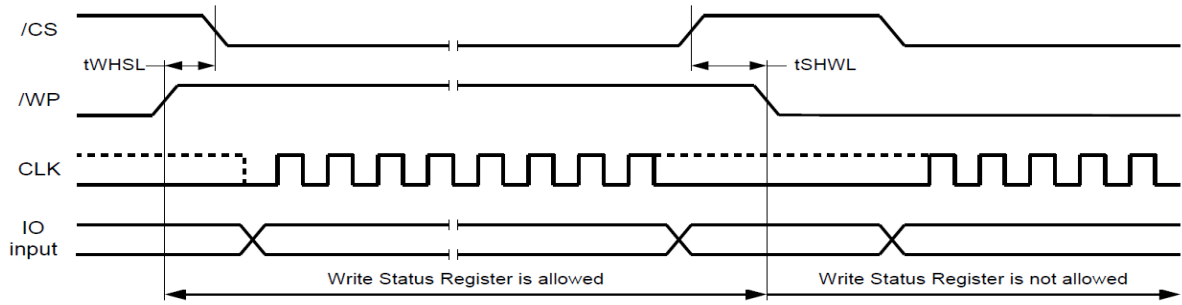 /CS
tWHSL
tSHWL
/WP
CLK
IO
input
Write Status Register is allowed
Write Status Register is not allowed